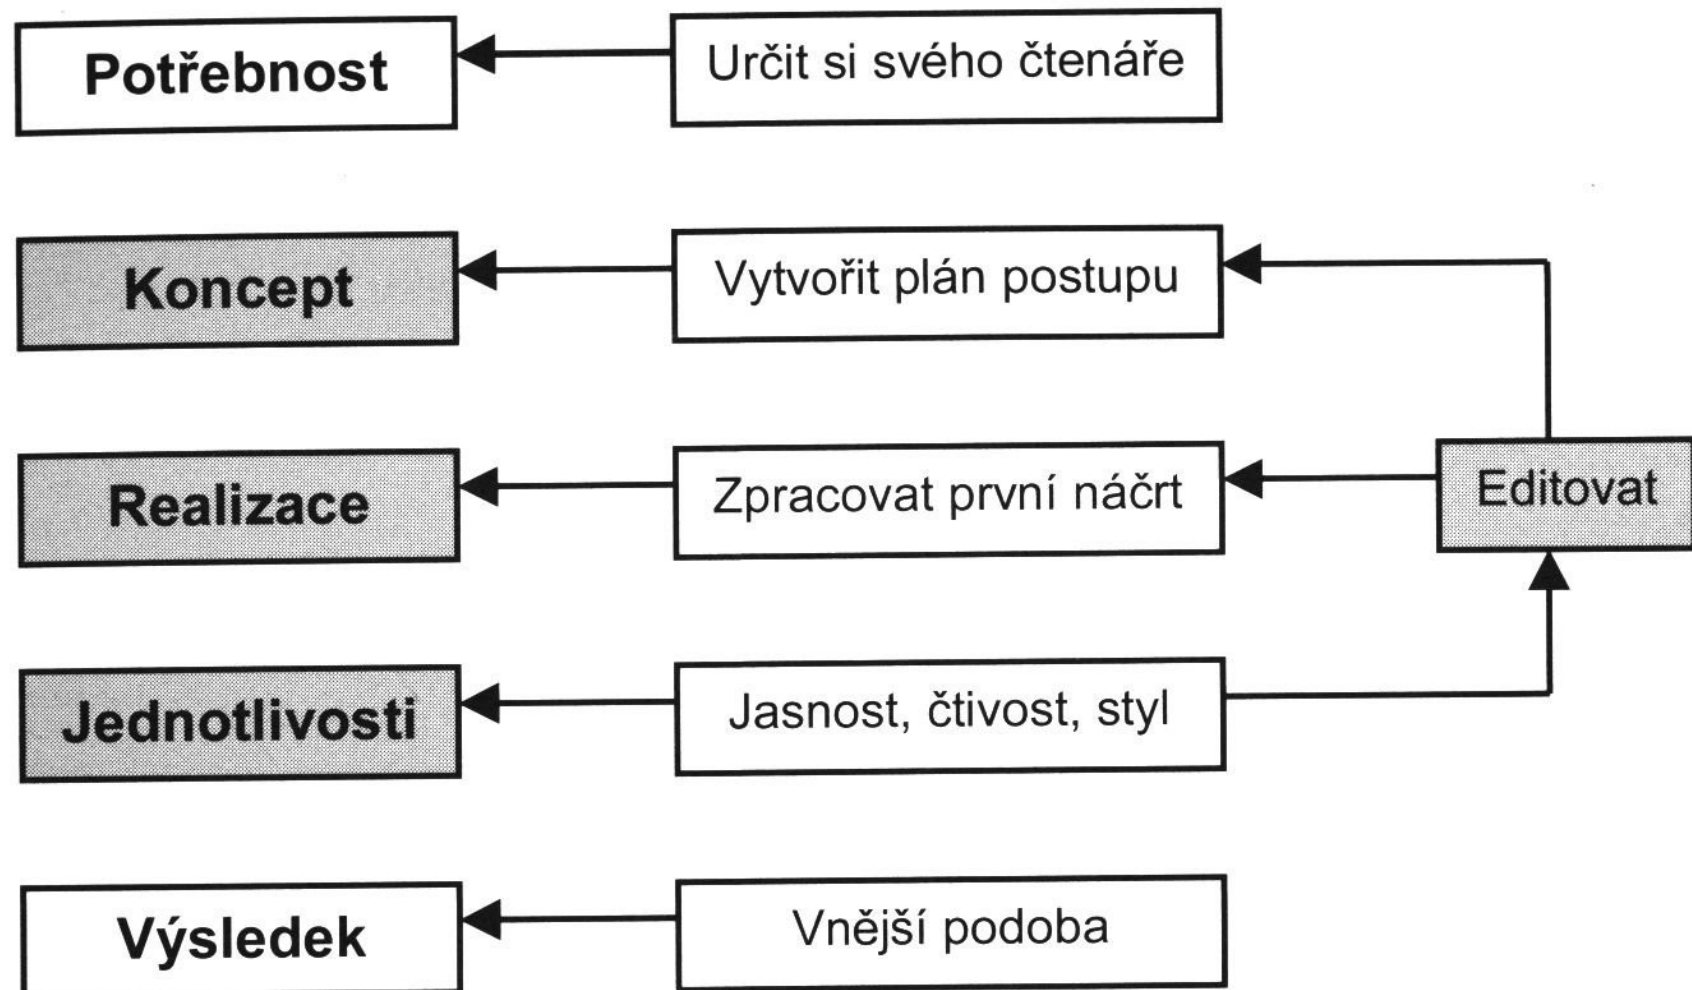 Potřebnost
Určit si svého čtenáře
Koncept
Vytvořit plán postupu
Realizace
Zpracovat první náčrt
Editovat
Jednotlivosti
Jasnost, čtivost, styl
Výsledek
Vnější podoba